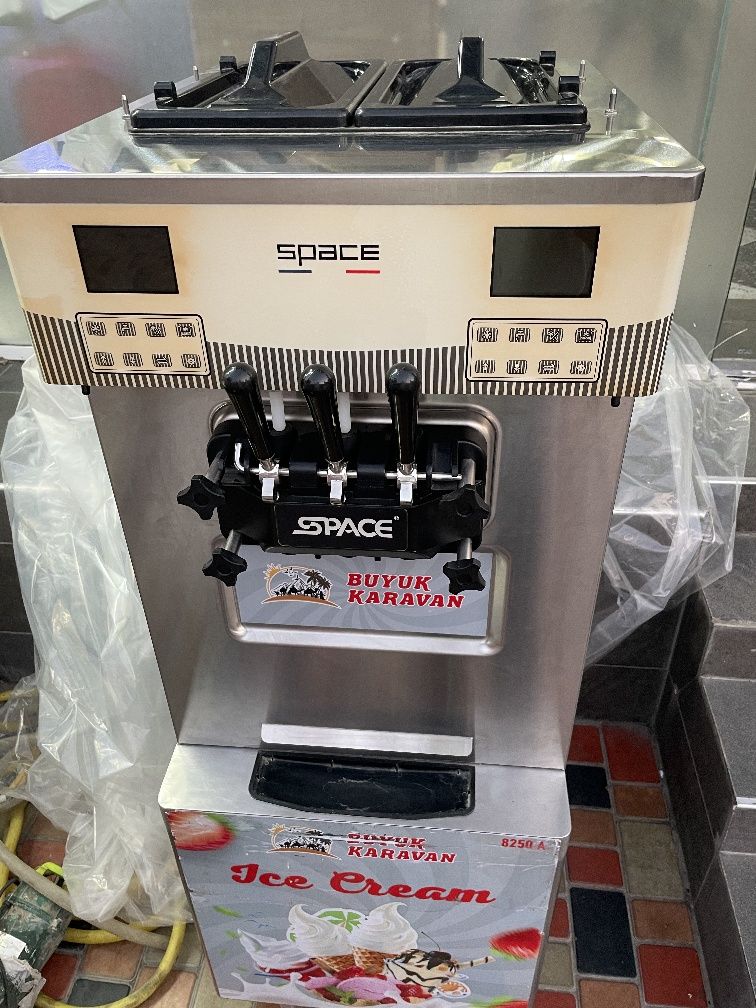 space
SPACE®
BUYUK
KARAVAN
BUYUK
KARAVAN
8250 A
Ice Cream